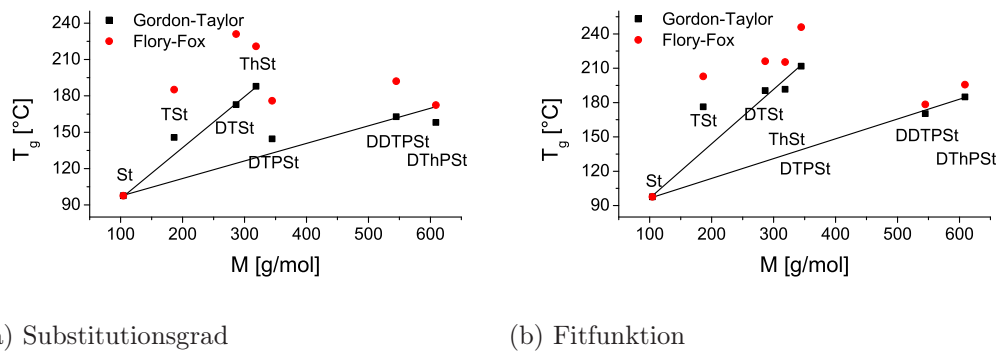 240
210
180
150
120
90
T_g [°C]
Gordon-Taylor
Flory-Fox
ThSt
TSt
DTSt
DTPSt
DDTPSt
DThPSt
St
100 200 300 400 500 600
M [g/mol]
240
210
180
150
120
90
T_g [°C]
Gordon-Taylor
Flory-Fox
TSt
DTSt
ThSt
DTPSt
DDTPSt
DThPSt
St
100 200 300 400 500 600
M [g/mol]
) Substitutionsgrad
(b) Fitfunktion